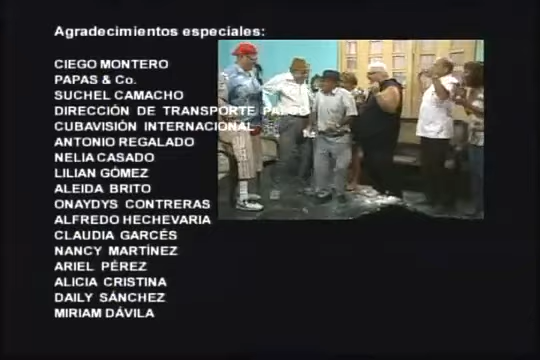 Agradecimientos especiales:
CIEGO MONTERO
PAPAS & Co.
SUCHEL CAMACHO
DIRECCIÓN DE TRANSPORTE
CUBAVISIÓN INTERNACIONAL
ANTONIO REGALADO
NELIA CASADO
LILIAN GÓMEZ
ALEIDA BRITO
ONAYDYS CONTRERAS
ALFREDO HECHEVARIA
CLAUDIA GARCÉS
NANCY MARTÍNEZ
ARIEL PÉREZ
ALICIA CRISTINA
DAILY SÁNCHEZ
MIRIAM DÁVILA